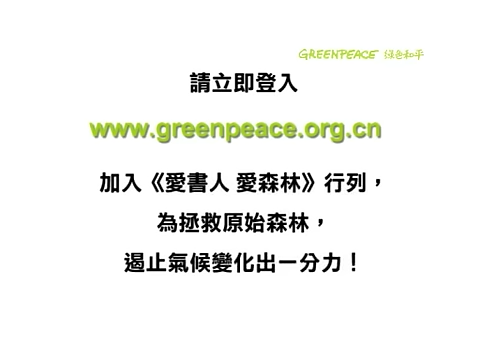 GREENPEACE 綠色和平
請立即登入
www.greenpeace.org.cn
加入《愛書人 愛森林》行列，
為拯救原始森林，
遏止氣候變化出一分力！